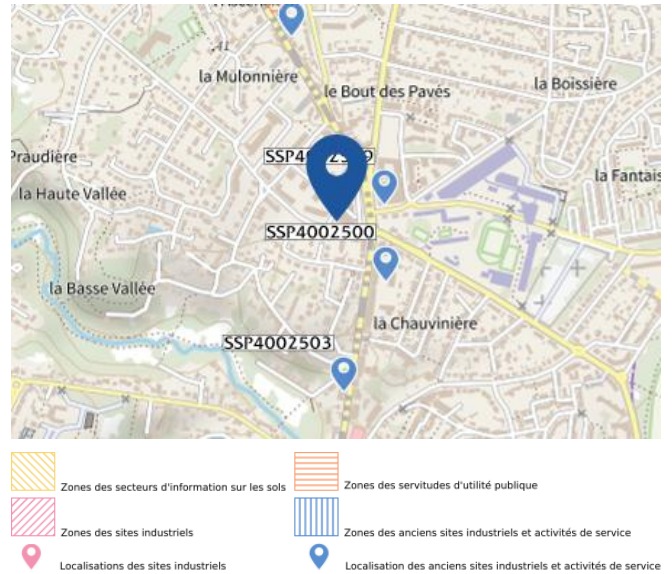 la Mulonnière
le Bout des Pavés
la Boissière
Praudière
la Fantais
la Haute Vallée
SSP4002500
la Basse Vallée
la Chauvinière
SSP4002503
Zones des secteurs d'information sur les sols
Zones des servitudes d'utilité publique
Zones des sites industriels
Zones des anciens sites industriels et activités de service
Localisations des sites industriels
Localisation des anciens sites industriels et activités de service